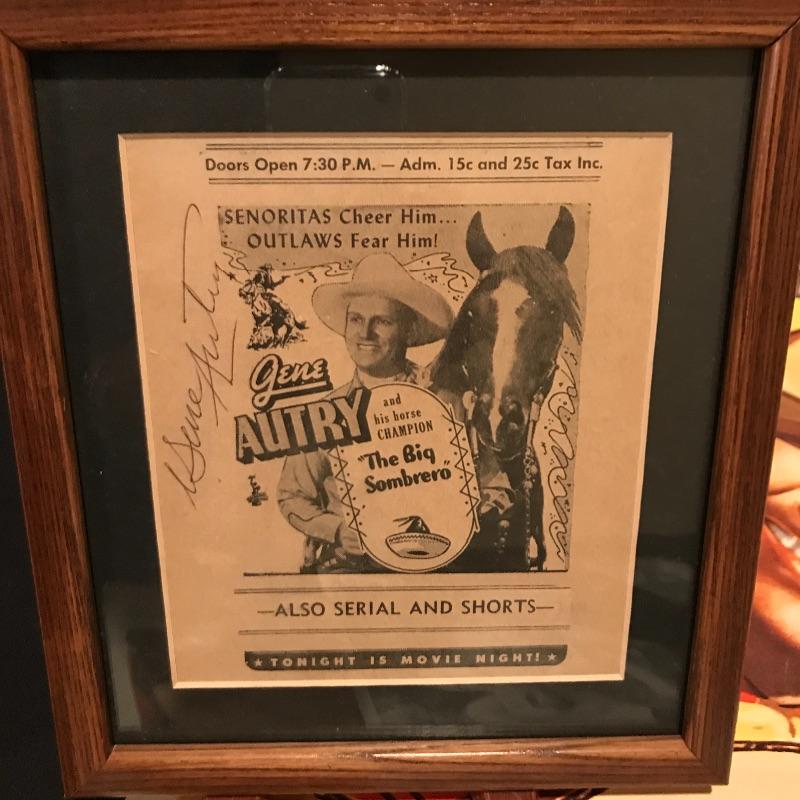 Doors Open 7:30 P.M. — Adm. 15c and 25c Tax Inc.
SENORITAS Cheer Him...
OUTLAWS Fear Him!
Gene Autry
Gene
AUTRY
and
his horse
CHAMPION
"The Big
Sombrero"
—ALSO SERIAL AND SHORTS—
★ TONIGHT IS MOVIE NIGHT! ★